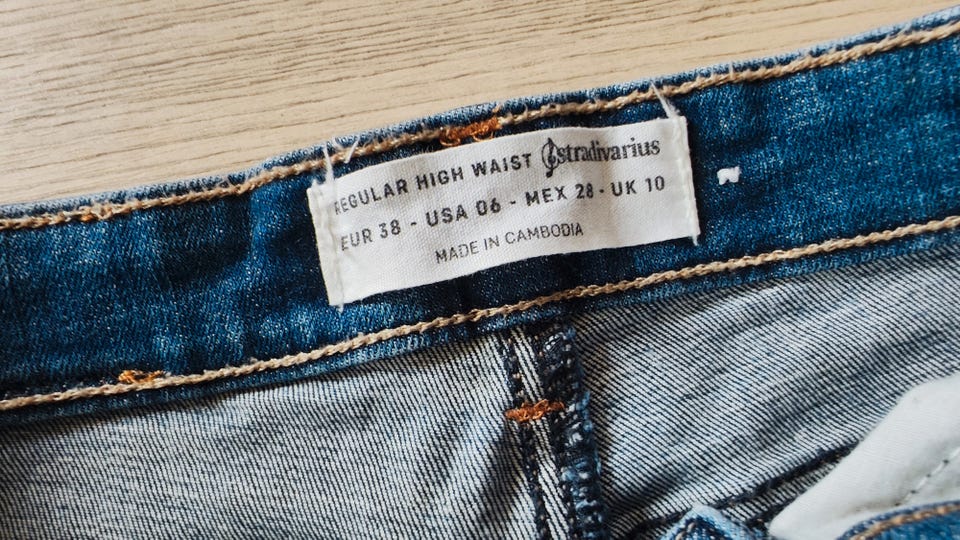 REGULAR HIGH WAIST stradivarius
EUR 38 - USA 06 - MEX 28 - UK 10
MADE IN CAMBODIA